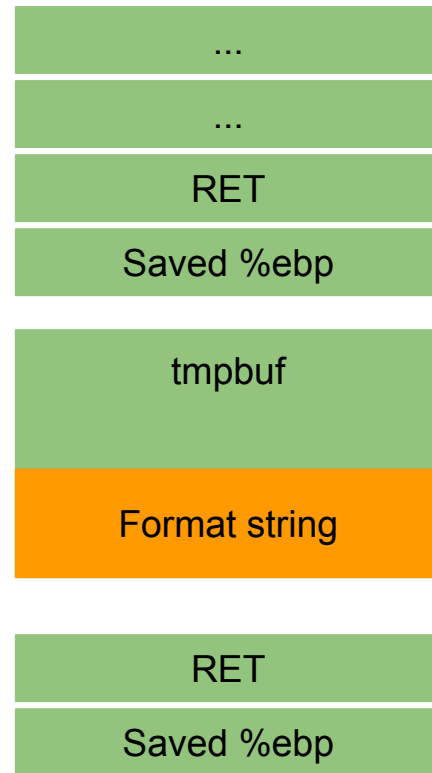 ...
...
RET
Saved %ebp
tmpbuf
Format string
RET
Saved %ebp